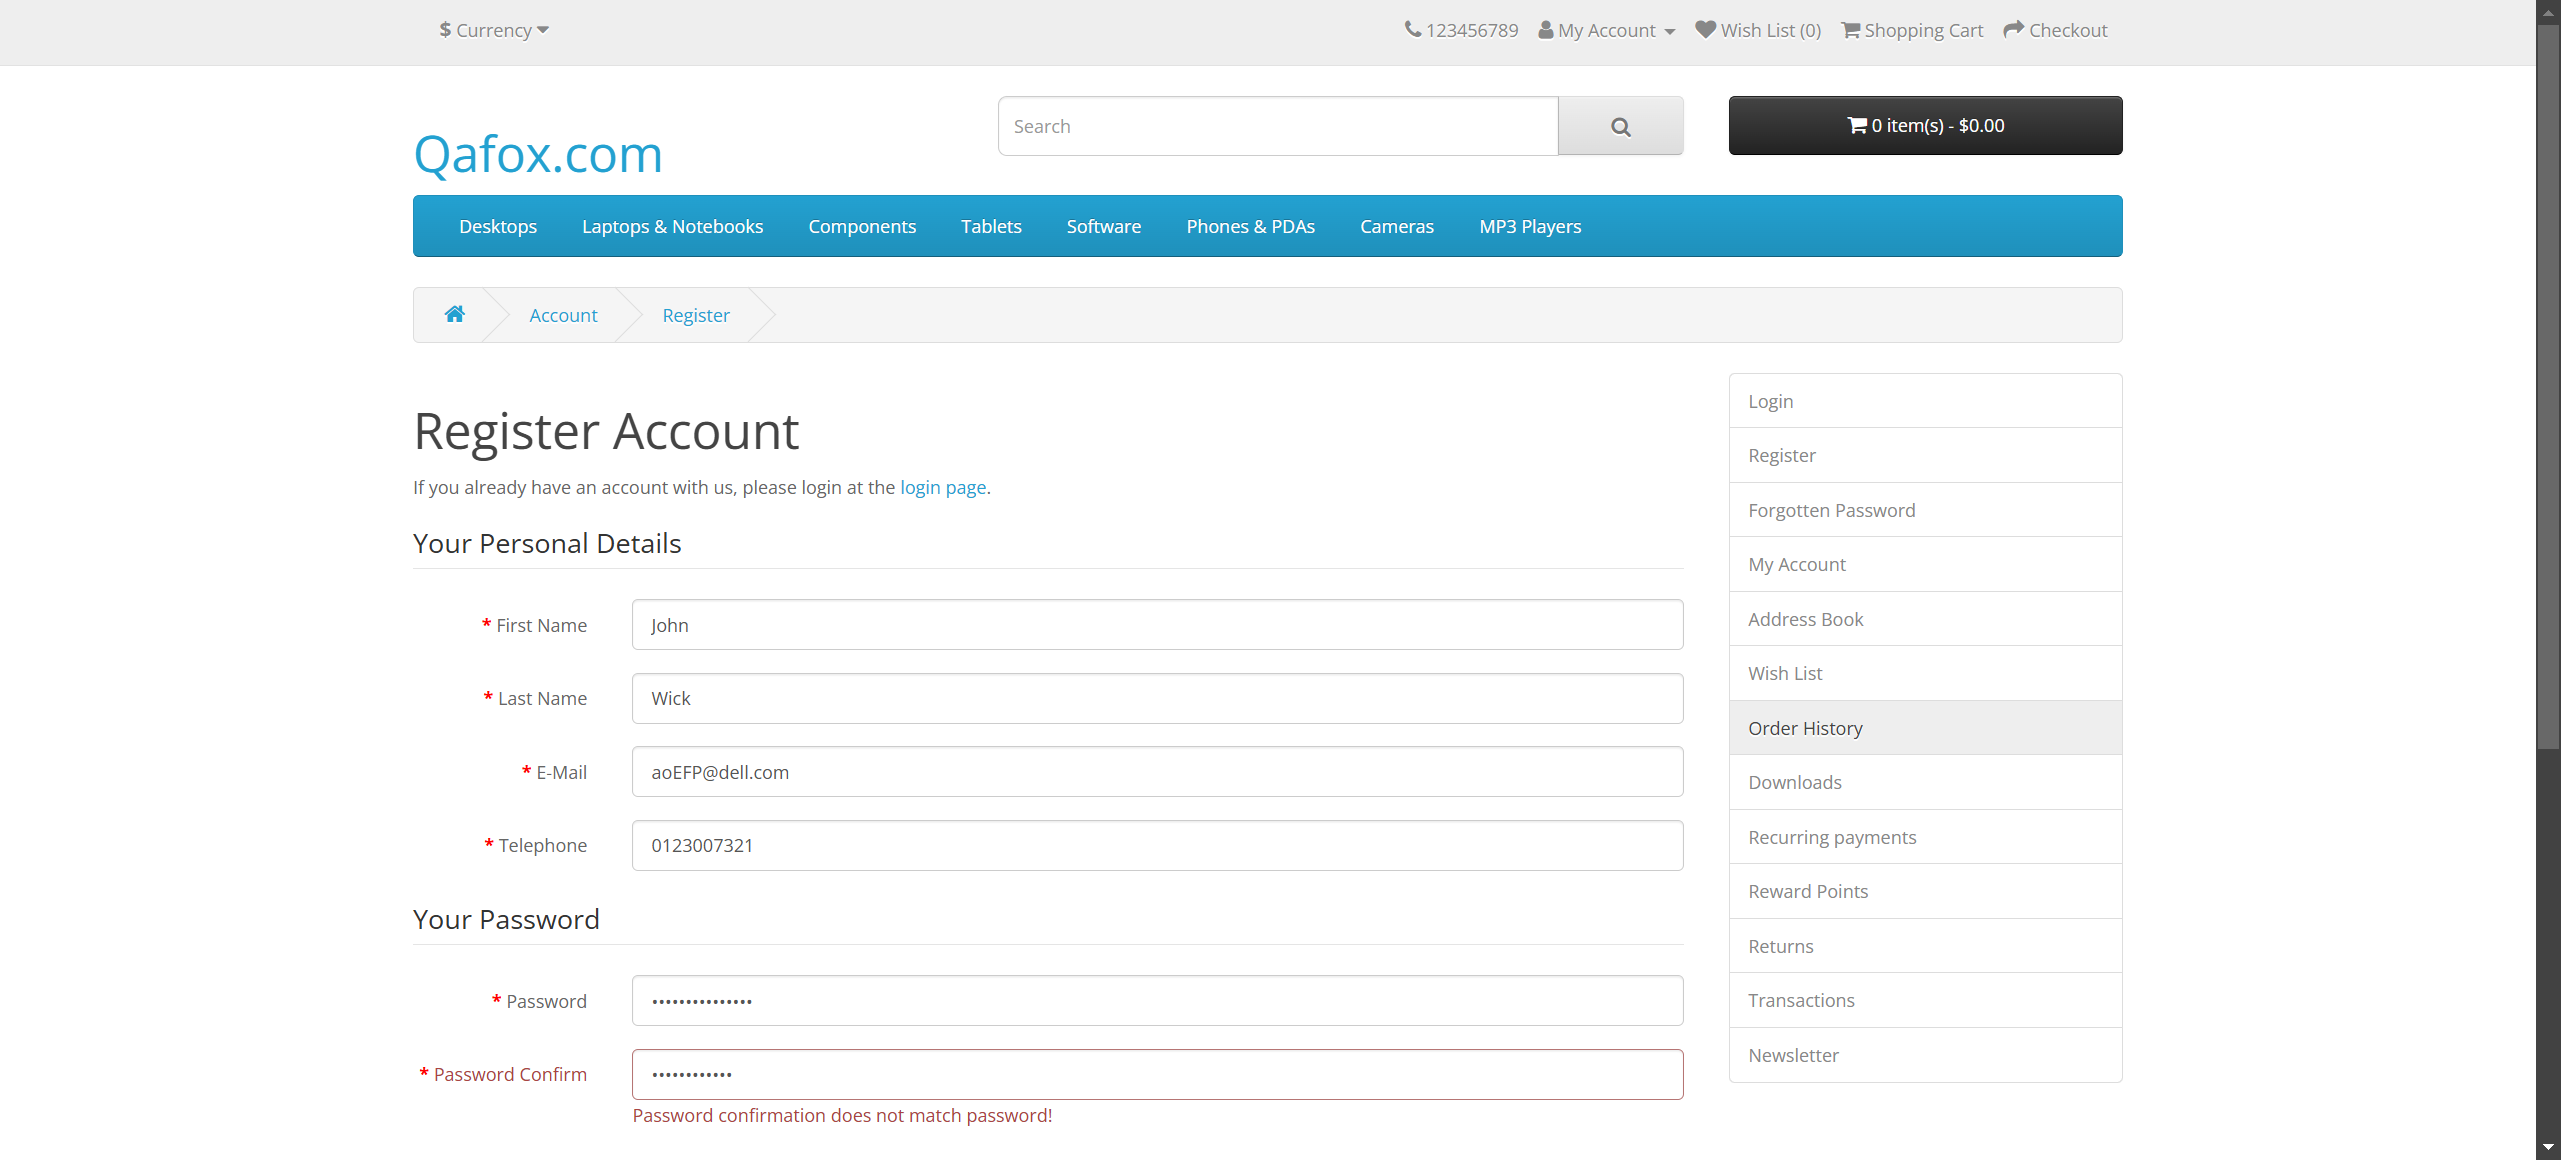 $ Currency
123456789 My Account Wish List (0) Shopping Cart Checkout
Qafox.com
Search
0 item(s) - $0.00
Desktops Laptops & Notebooks Components Tablets Software Phones & PDAs Cameras MP3 Players
Account Register
Register Account
If you already have an account with us, please login at the login page.
Your Personal Details
* First Name John
* Last Name Wick
* E-Mail aoEFP@dell.com
* Telephone 0123007321
Your Password
* Password •••••••••••••••
* Password Confirm ••••••••••••
Password confirmation does not match password!
Login
Register
Forgotten Password
My Account
Address Book
Wish List
Order History
Downloads
Recurring payments
Reward Points
Returns
Transactions
Newsletter